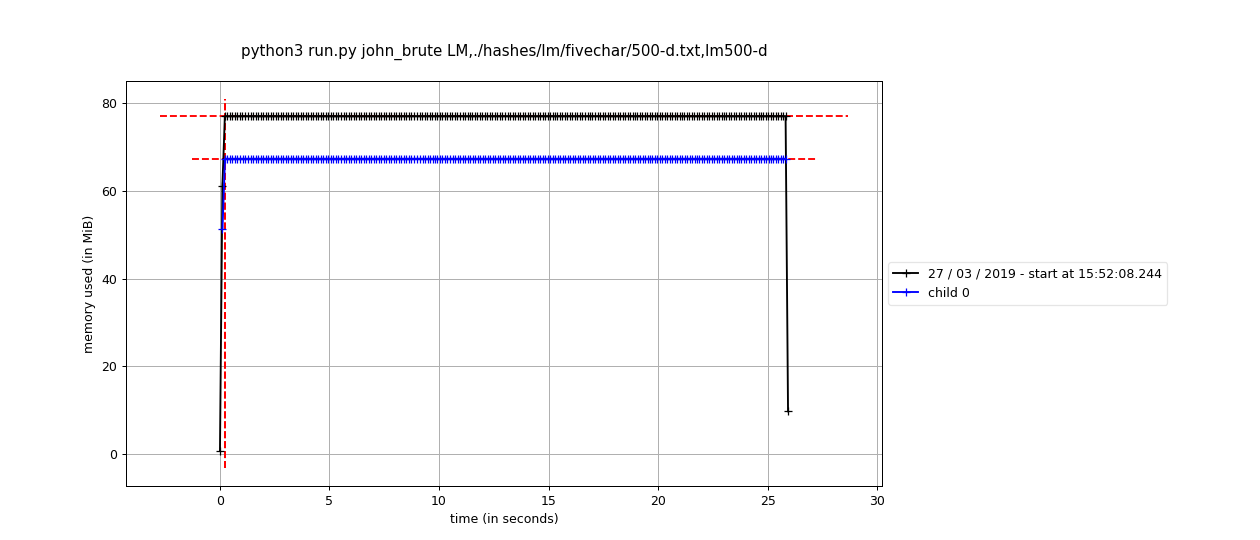 python3 run.py john_brute LM,./hashes/lm/fivechar/500-d.txt,lm500-d
80
60
40
20
0
memory used (in MiB)
0 5 10 15 20 25 30
time (in seconds)
27 / 03 / 2019 - start at 15:52:08.244
child 0